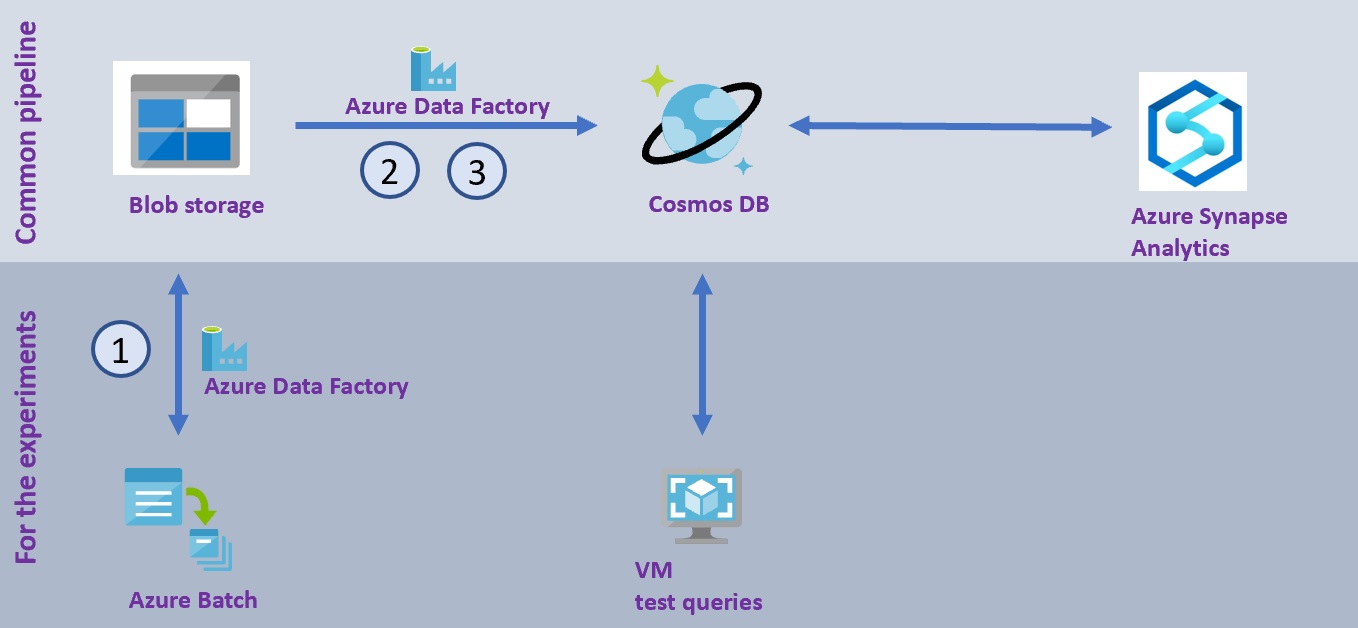 Common pipeline
Azure Data Factory
2 3
Blob storage
Cosmos DB
Azure Synapse
Analytics
For the experiments
1
Azure Data Factory
Azure Batch
VM
test queries